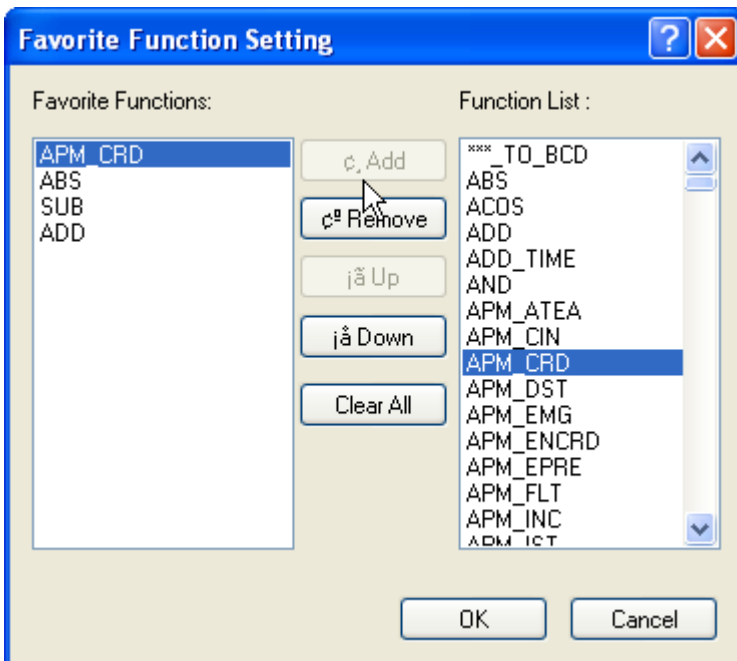 Favorite Function Setting
Favorite Functions:
APM_CRD
ABS
SUB
ADD
¢¸ Add
¢º Remove
¡ã Up
¡å Down
Clear All
Function List :
***_TO_BCD
ABS
ACOS
ADD
ADD_TIME
AND
APM_ATEA
APM_CIN
APM_CRD
APM_DST
APM_EMG
APM_ENCRD
APM_EPRE
APM_FLT
APM_INC
APM_IST
OK
Cancel